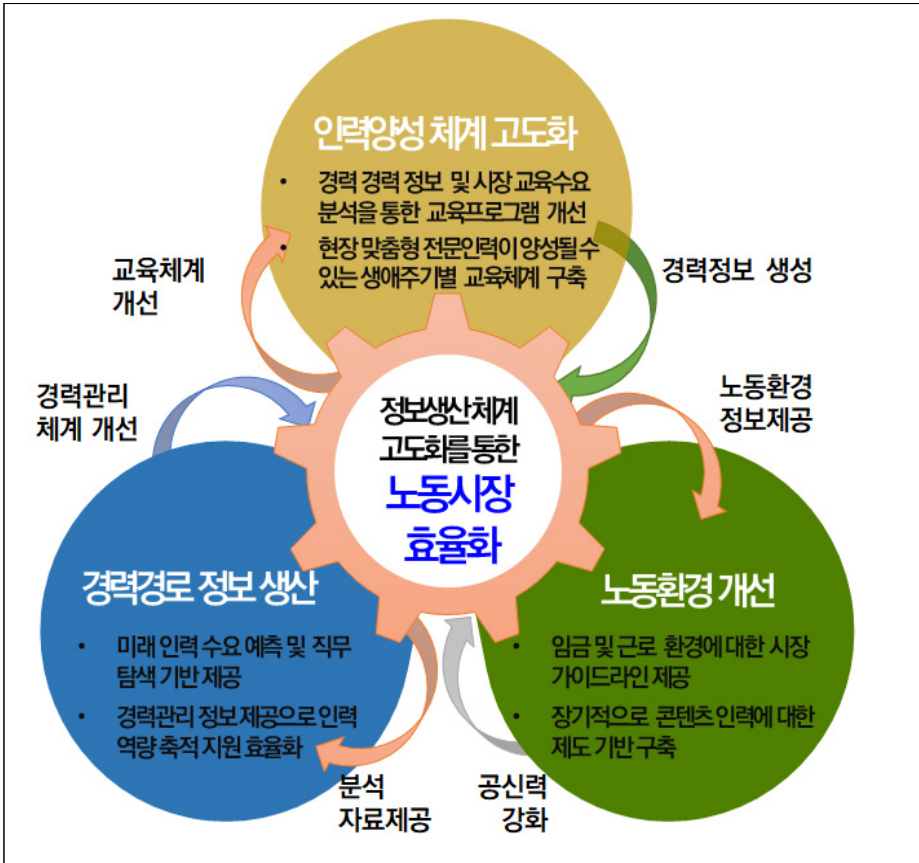 인력양성 체계 고도화
• 경력 경력 정보 및 시장 교육수요
분석을 통한 교육프로그램 개선
• 현장 맞춤형 전문인력이 양성될 수
있는 생애주기별 교육체계 구축
교육체계
개선
경력정보 생성
경력관리
체계 개선
노동환경
정보제공
정보생산 체계
고도화를 통한
노동시장
효율화
경력경로 정보 생산
• 미래 인력 수요 예측 및 직무
탐색 기반 제공
• 경력관리 정보 제공으로 인력
역량 축적 지원 효율화
노동환경 개선
• 임금 및 근로 환경에 대한 시장
가이드라인 제공
• 장기적으로 콘텐츠 인력에 대한
제도 기반 구축
분석
자료제공
공신력
강화